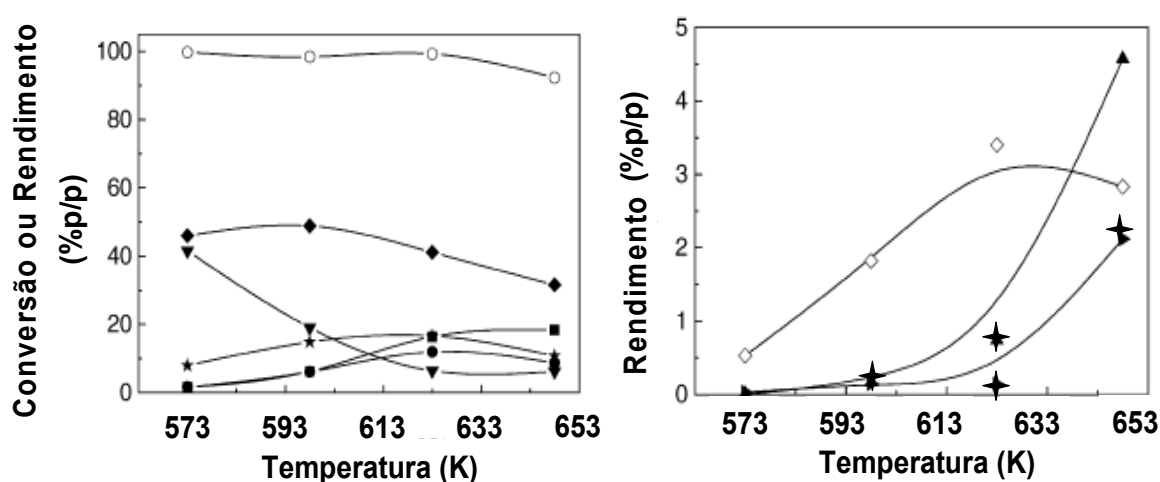 Conversão ou Rendimento
(%p/p)
100
80
60
40
20
0
573 593 613 633 653
Temperatura (K)
Rendimento (%p/p)
5
4
3
2
1
0
573 593 613 633 653
Temperatura (K)